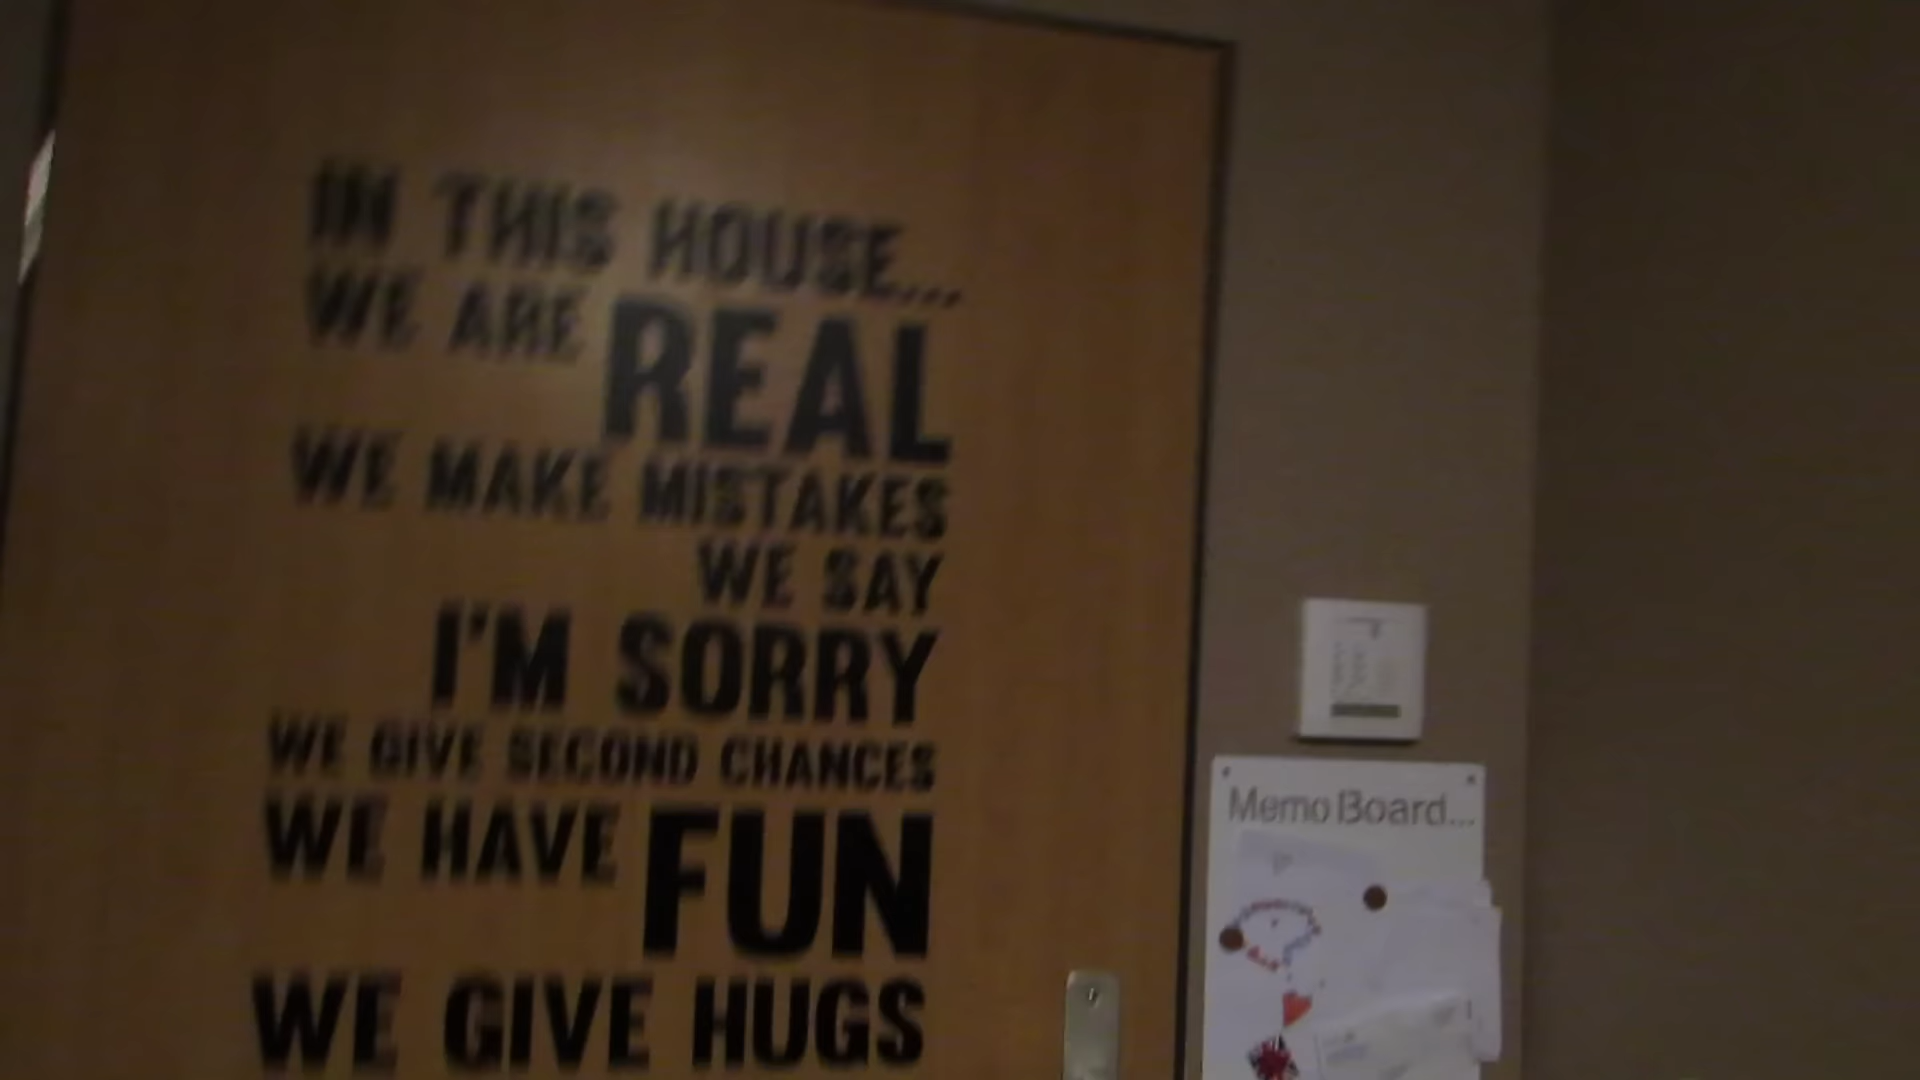 IN THIS HOUSE...
WE ARE REAL
WE MAKE MISTAKES
WE SAY
I'M SORRY
WE GIVE SECOND CHANCES
WE HAVE FUN
WE GIVE HUGS
Memo Board...